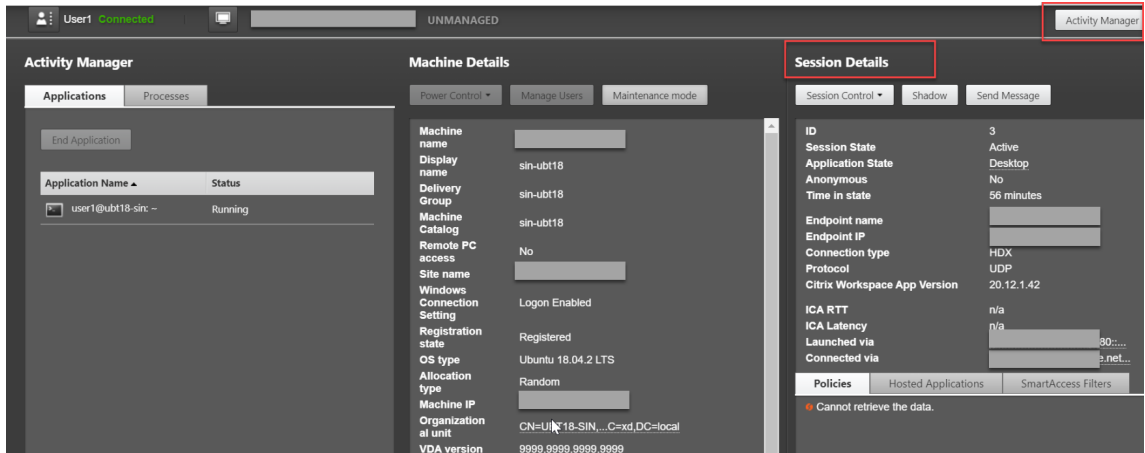 User1 Connected
UNMANAGED
Activity Manager
Activity Manager
Applications
Processes
End Application
Application Name
Status
user1@ubt18-sin: ~
Running
Machine Details
Power Control
Manage Users
Maintenance mode
Machine
name
Display
name
sin-ubt18
Delivery
Group
sin-ubt18
Machine
Catalog
sin-ubt18
Remote PC
access
No
Site name
Windows
Connection
Setting
Logon Enabled
Registration
state
Registered
OS type
Ubuntu 18.04.2 LTS
Allocation
type
Random
Machine IP
Organization
al unit
CN=UBT18-SIN,...C=xd,DC=local
VDA version
9999.9999.9999.9999
Session Details
Session Control
Shadow
Send Message
ID
3
Session State
Active
Application State
Desktop
Anonymous
No
Time in state
56 minutes
Endpoint name
Endpoint IP
Connection type
HDX
Protocol
UDP
Citrix Workspace App Version
20.12.1.42
ICA RTT
n/a
ICA Latency
n/a
Launched via
80::...
Connected via
e.net...
Policies
Hosted Applications
SmartAccess Filters
Cannot retrieve the data.